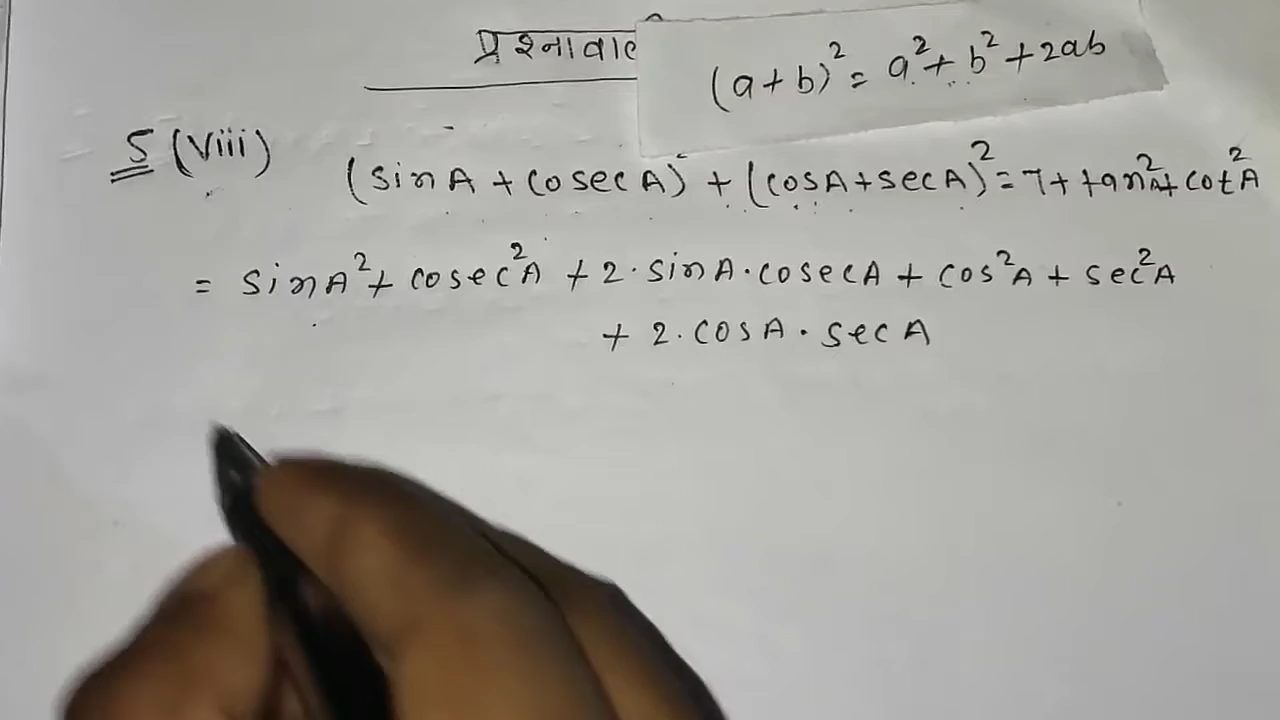 प्रश्नावल
(a+b)² = a² + b² + 2ab
5 (viii) (sinA + cosecA)² + (cosA + secA)² = 7 + tan²A + cot²A
= sinA² + cosec²A + 2·sinA·cosecA + cos²A + sec²A
+ 2·cosA·secA